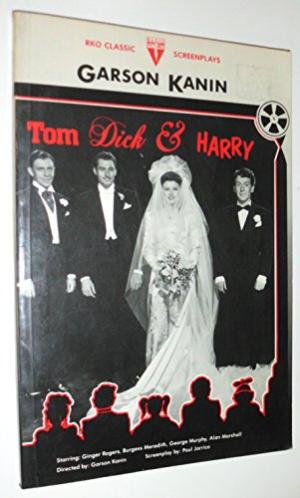 RKO CLASSIC SCREENPLAYS
GARSON KANIN
Tom Dick & HARRY
Starring: Ginger Rogers, Burgess Meredith, George Murphy, Alan Marshall
Directed by: Garson Kanin Screenplay by: Paul Jarrico